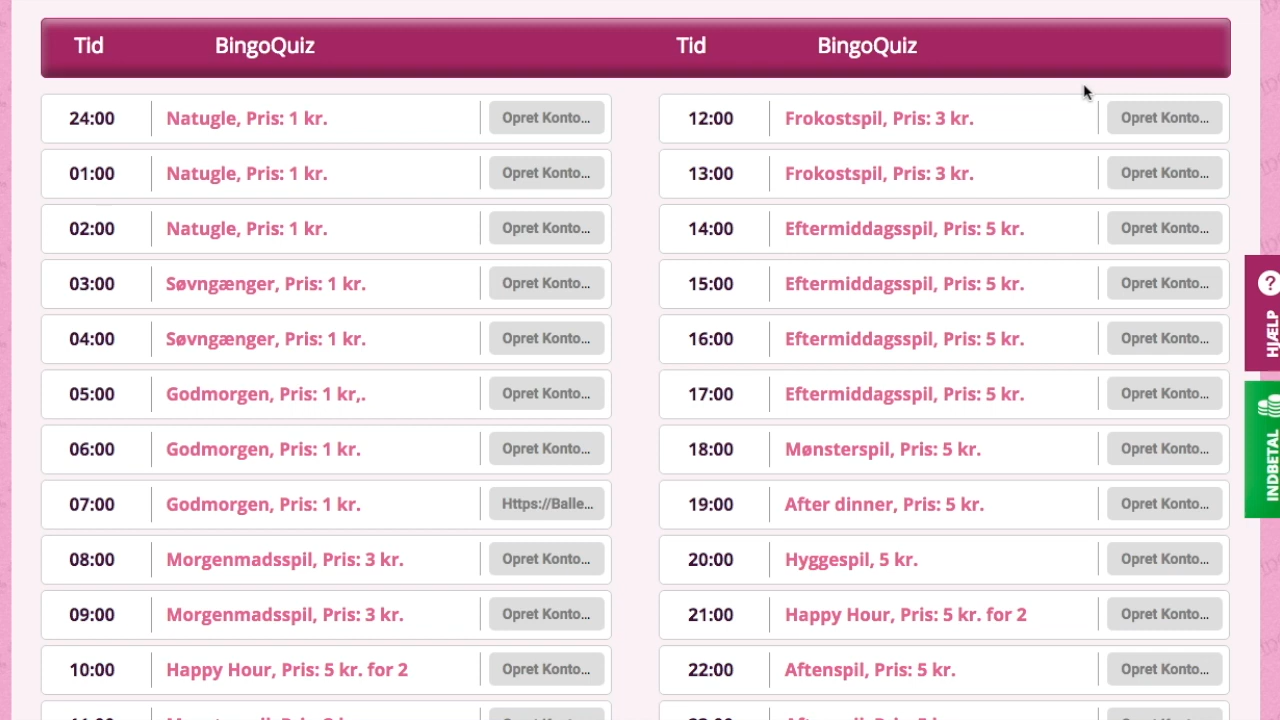 Tid BingoQuiz Tid BingoQuiz
24:00 Natugle, Pris: 1 kr. Opret Konto...
01:00 Natugle, Pris: 1 kr. Opret Konto...
02:00 Natugle, Pris: 1 kr. Opret Konto...
03:00 Søvngænger, Pris: 1 kr. Opret Konto...
04:00 Søvngænger, Pris: 1 kr. Opret Konto...
05:00 Godmorgen, Pris: 1 kr,. Opret Konto...
06:00 Godmorgen, Pris: 1 kr. Opret Konto...
07:00 Godmorgen, Pris: 1 kr. Https://Balle...
08:00 Morgenmadsspil, Pris: 3 kr. Opret Konto...
09:00 Morgenmadsspil, Pris: 3 kr. Opret Konto...
10:00 Happy Hour, Pris: 5 kr. for 2 Opret Konto...
12:00 Frokostspil, Pris: 3 kr. Opret Konto...
13:00 Frokostspil, Pris: 3 kr. Opret Konto...
14:00 Eftermiddagsspil, Pris: 5 kr. Opret Konto...
15:00 Eftermiddagsspil, Pris: 5 kr. Opret Konto...
16:00 Eftermiddagsspil, Pris: 5 kr. Opret Konto...
17:00 Eftermiddagsspil, Pris: 5 kr. Opret Konto...
18:00 Mønsterspil, Pris: 5 kr. Opret Konto...
19:00 After dinner, Pris: 5 kr. Opret Konto...
20:00 Hyggespil, 5 kr. Opret Konto...
21:00 Happy Hour, Pris: 5 kr. for 2 Opret Konto...
22:00 Aftenspil, Pris: 5 kr. Opret Konto...
? HJÆLP
INDBETAL